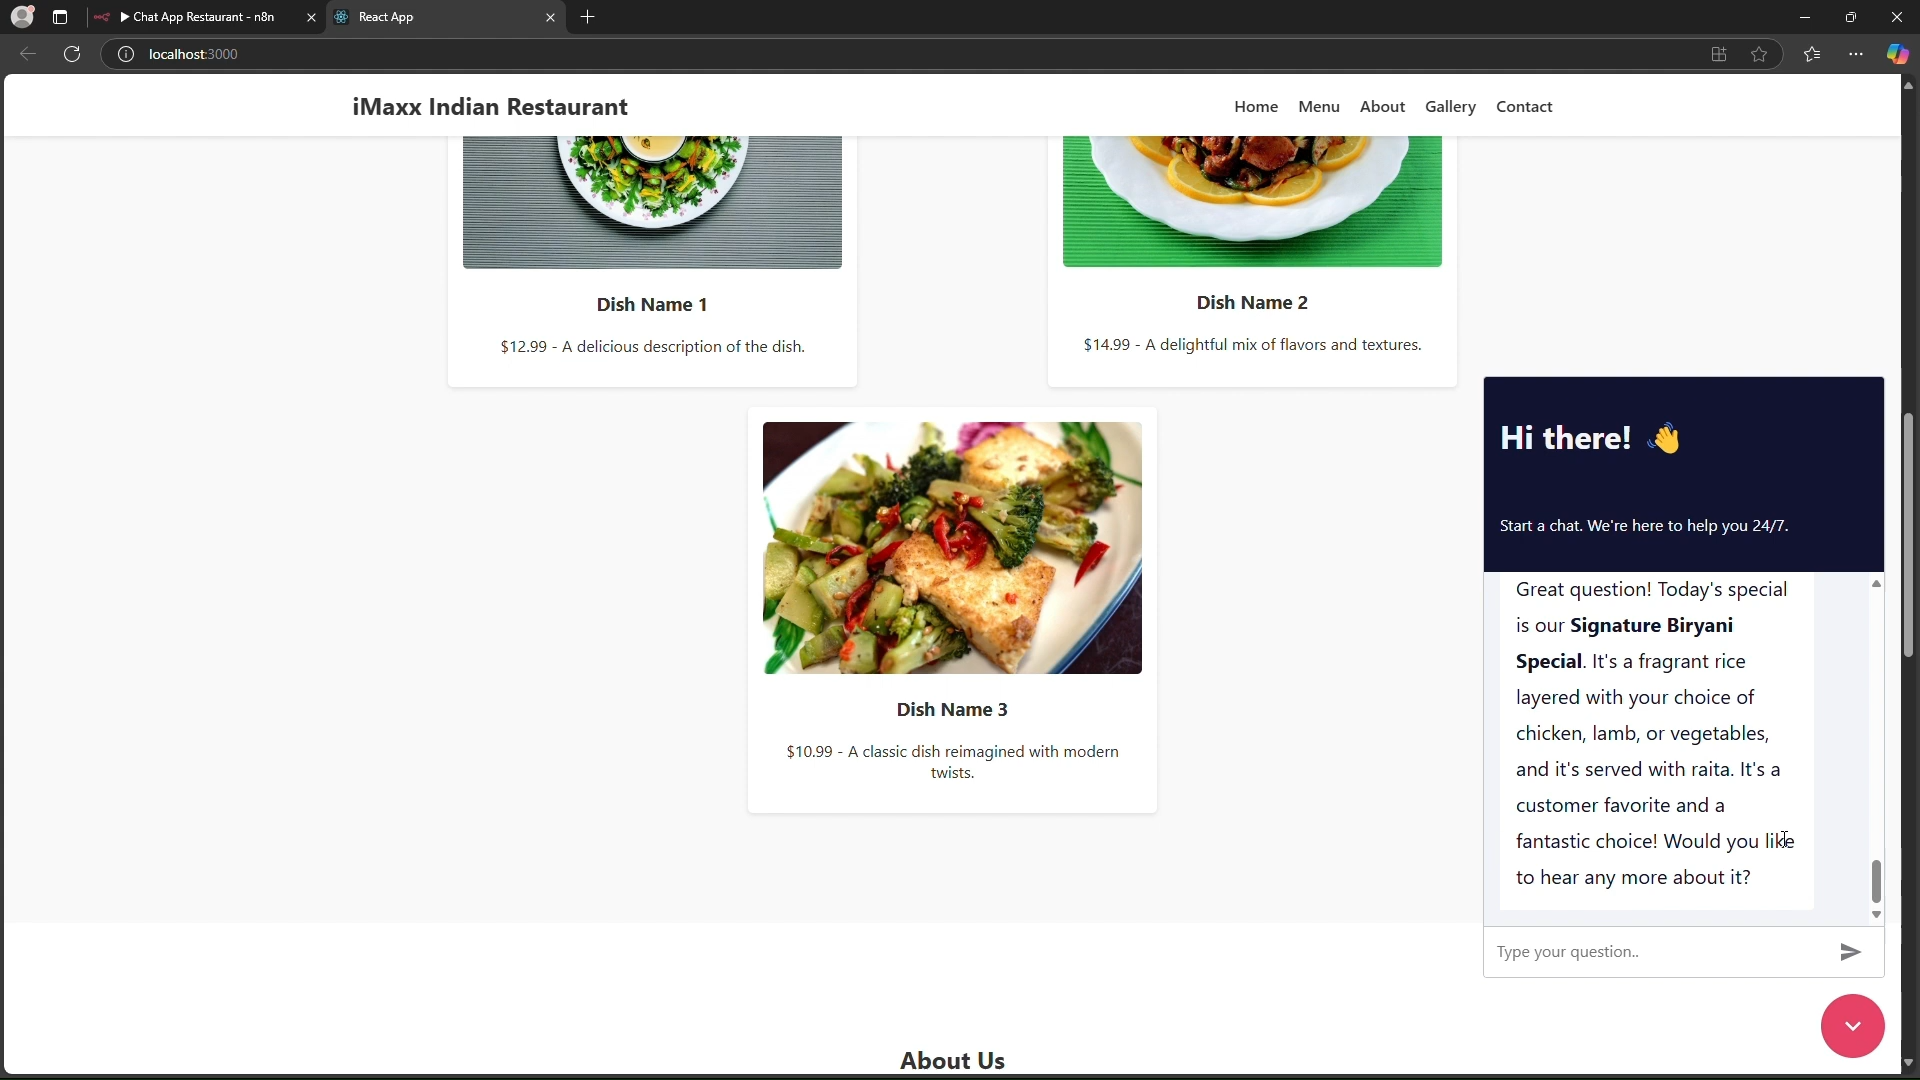 Chat App Restaurant - n8n
React App
localhost:3000
iMaxx Indian Restaurant
Home Menu About Gallery Contact
Dish Name 1
$12.99 - A delicious description of the dish.
Dish Name 2
$14.99 - A delightful mix of flavors and textures.
Dish Name 3
$10.99 - A classic dish reimagined with modern
twists.
About Us
Hi there! 👋
Start a chat. We're here to help you 24/7.
Great question! Today's special
is our Signature Biryani
Special. It's a fragrant rice
layered with your choice of
chicken, lamb, or vegetables,
and it's served with raita. It's a
customer favorite and a
fantastic choice! Would you like
to hear any more about it?
Type your question..